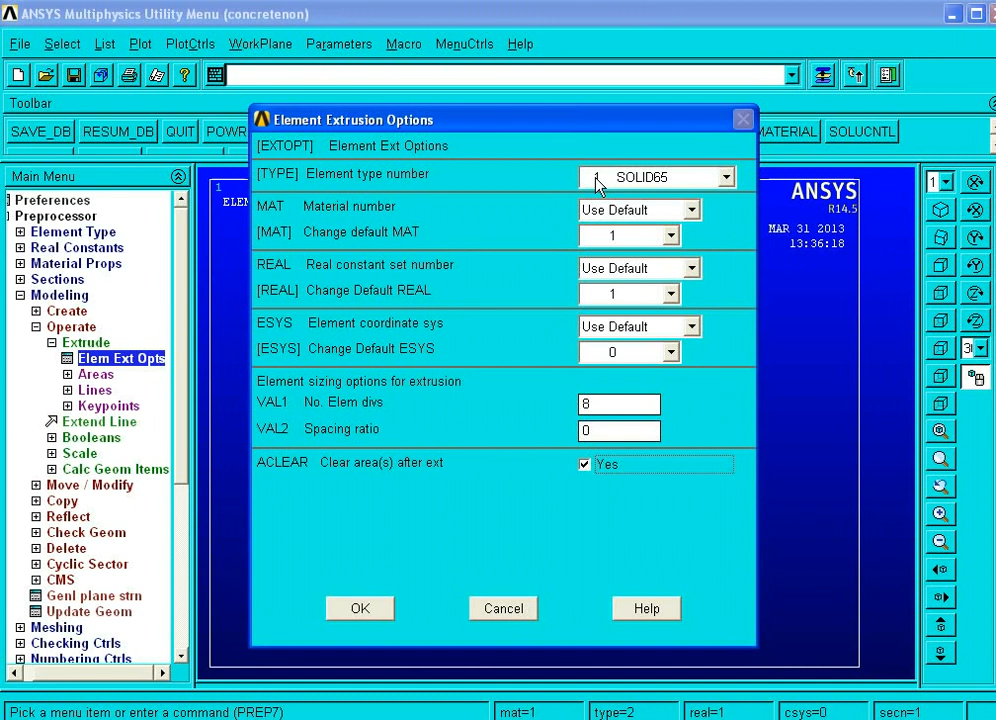 ANSYS Multiphysics Utility Menu (concretenon)
File Select List Plot PlotCtrls WorkPlane Parameters Macro MenuCtrls Help
Toolbar
SAVE_DB RESUM_DB QUIT POWR MATERIAL SOLUCNTL
Main Menu
Preferences
Preprocessor
Element Type
Real Constants
Material Props
Sections
Modeling
Create
Operate
Extrude
Elem Ext Opts
Areas
Lines
Keypoints
Extend Line
Booleans
Scale
Calc Geom Items
Move / Modify
Copy
Reflect
Check Geom
Delete
Cyclic Sector
CMS
Genl plane strn
Update Geom
Meshing
Checking Ctrls
Numbering Ctrls
1
ELEM
Element Extrusion Options
[EXTOPT] Element Ext Options
[TYPE] Element type number 1 SOLID65
MAT Material number Use Default
[MAT] Change default MAT 1
REAL Real constant set number Use Default
[REAL] Change Default REAL 1
ESYS Element coordinate sys Use Default
[ESYS] Change Default ESYS 0
Element sizing options for extrusion
VAL1 No. Elem divs 8
VAL2 Spacing ratio 0
ACLEAR Clear area(s) after ext Yes
OK Cancel Help
ANSYS
R14.5
MAR 31 2013
13:36:18
1
Pick a menu item or enter a command (PREP7) mat=1 type=2 real=1 csys=0 secn=1